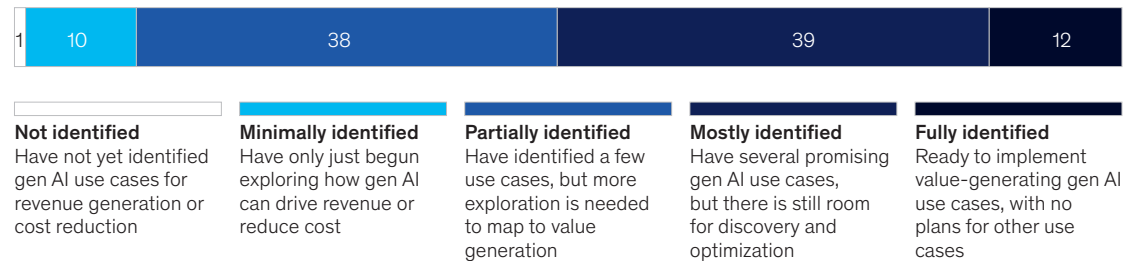 1 10 38 39 12
Not identified
Have not yet identified
gen AI use cases for
revenue generation or
cost reduction
Minimally identified
Have only just begun
exploring how gen AI
can drive revenue or
reduce cost
Partially identified
Have identified a few
use cases, but more
exploration is needed
to map to value
generation
Mostly identified
Have several promising
gen AI use cases,
but there is still room
for discovery and
optimization
Fully identified
Ready to implement
value-generating gen AI
use cases, with no
plans for other use
cases